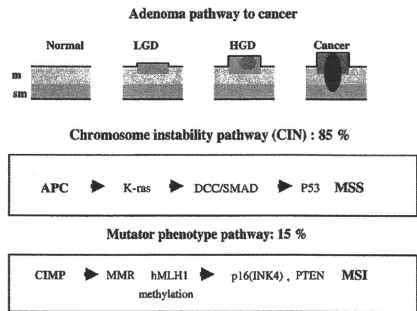 Adenoma pathway to cancer
Normal LGD HGD Cancer
m
sm
Chromosome instability pathway (CIN) : 85 %
APC K-ras DCC/SMAD P53 MSS
Mutator phenotype pathway: 15 %
CIMP MMR hMLH1 p16(INK4) , PTEN MSI
methylation